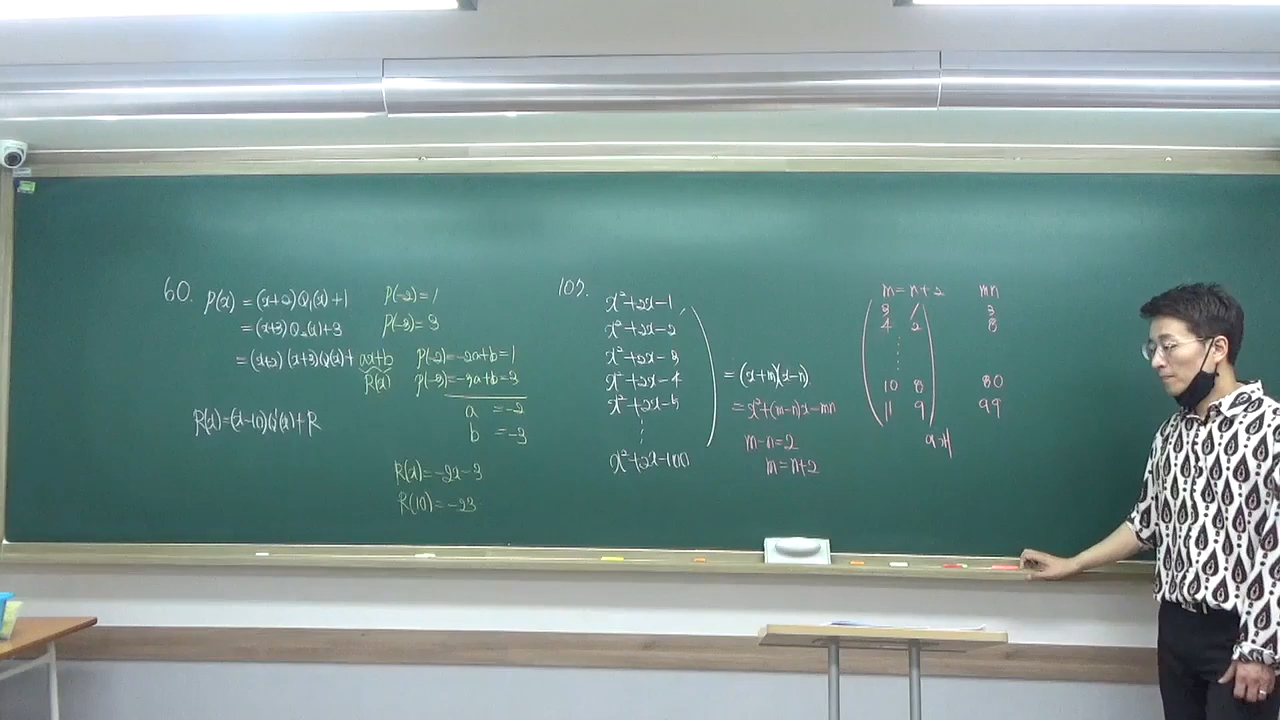 60. P(x) = (x+2)Q₁(x)+1
= (x+3)Q₂(x)+3
= (x+2)(x+3)Q(x)+ ax+b
R(x)
R(x)=(x-10)Q'(x)+R
P(-2)=1
P(-3)=3
P(-2)=-2a+b=1
P(-3)=-3a+b=3
a = -2
b = -3
R(x)=-2x-3
R(10)=-23
x²+2x-1
x²+2x-2
x²+2x-3
x²+2x-4
x²+2x-5
⋮
x²+2x-100
= (x+m)(x-n)
= x²+(m-n)x-mn
m-n=2
m=n+2
m=n+2 mn
3 1 3
4 2 8
⋮
10 8 80
11 9 99